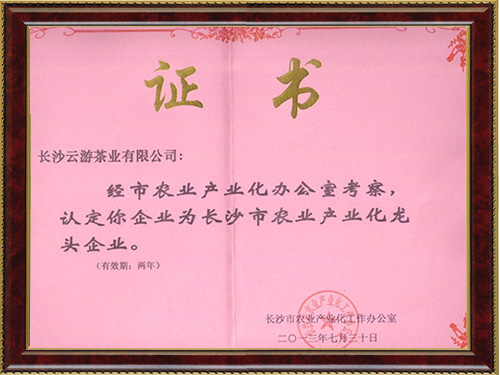 证 书
长沙云游茶业有限公司:
经市农业产业化办公室考察,
认定你企业为长沙市农业产业化龙
头企业。
(有效期:两年)
长沙市农业产业化工作办公室
二〇一三年七月三十日